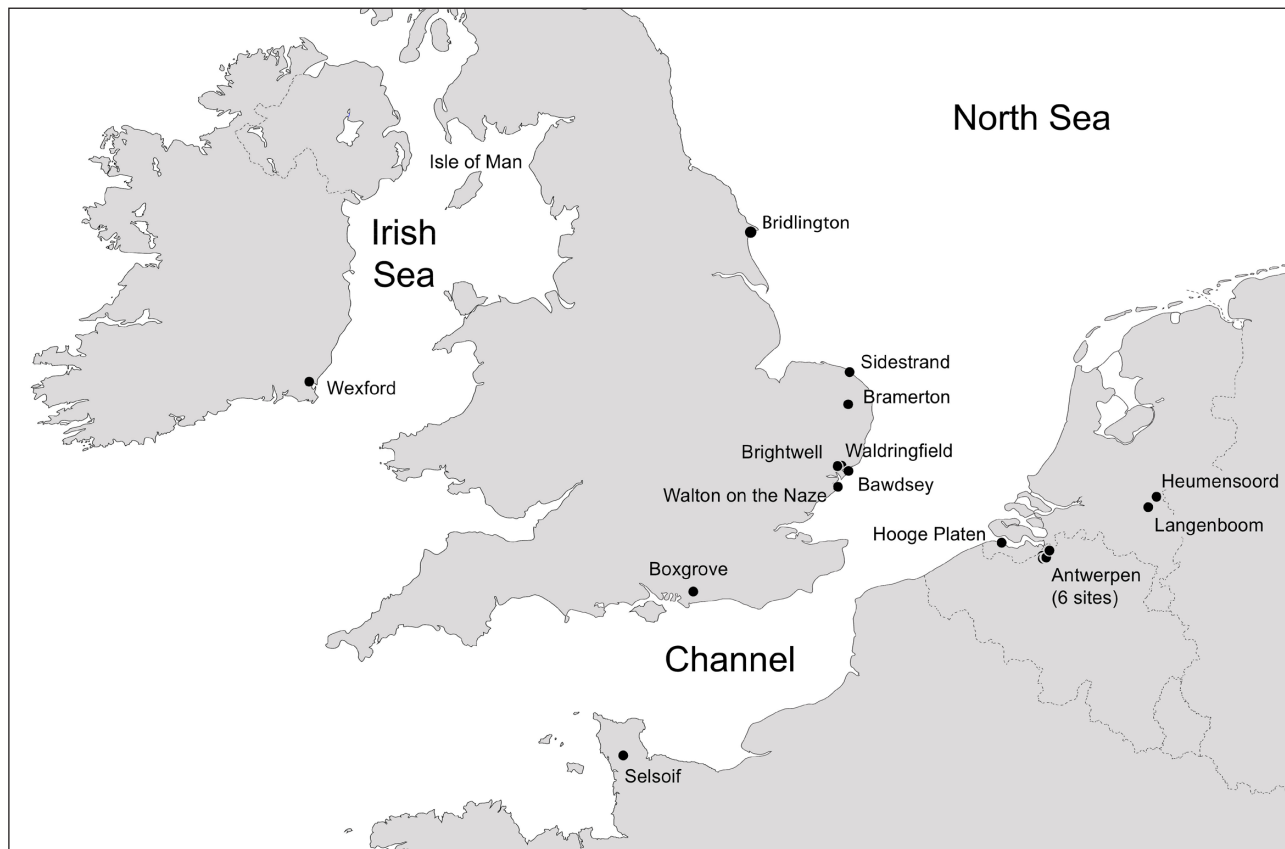 North Sea
Isle of Man
Bridlington
Irish
Sea
Sidestrand
Wexford
Bramerton
Brightwell
Waldringfield
Bawdsey
Walton on the Naze
Heumensoord
Langenboom
Hooge Platen
Boxgrove
Antwerpen
(6 sites)
Channel
Selsoif